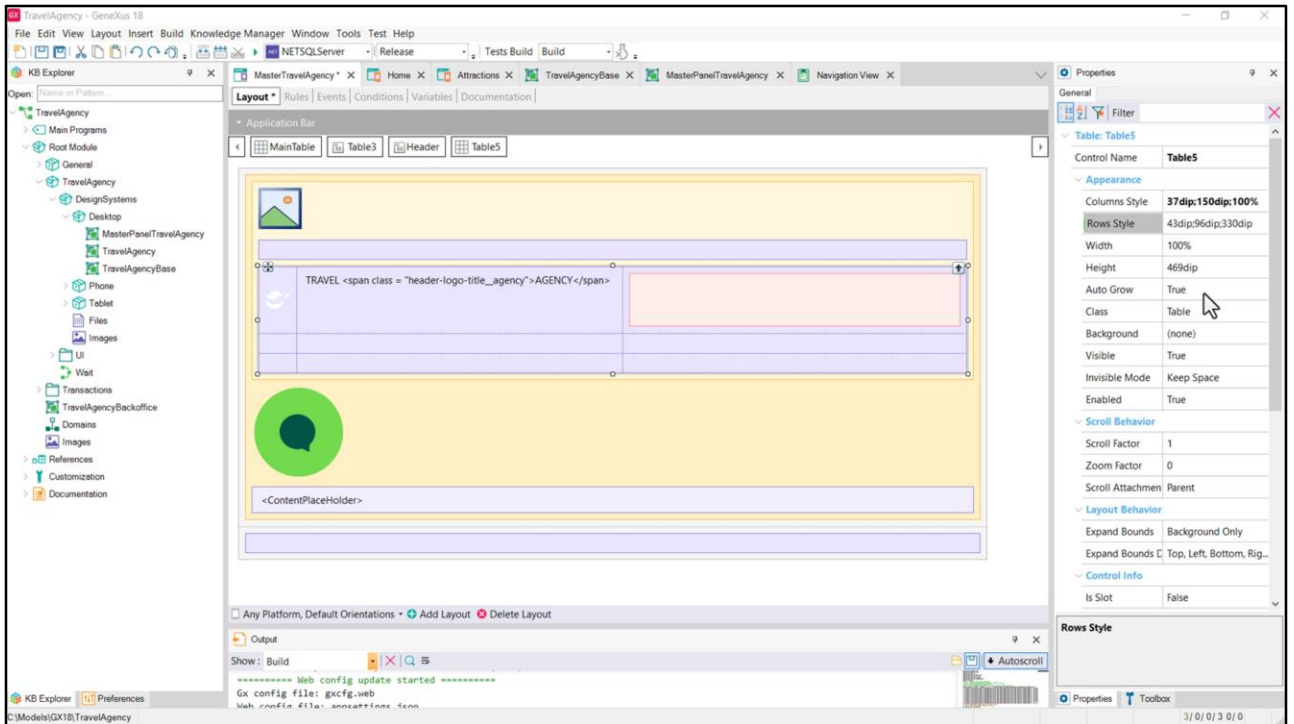 GX TravelAgency - GeneXus 18
File Edit View Layout Insert Build Knowledge Manager Window Tools Test Help
NETSQLServer Release Tests Build Build
KB Explorer
Open: Name or Pattern...
TravelAgency
Main Programs
Root Module
General
TravelAgency
DesignSystems
Desktop
MasterPanelTravelAgency
TravelAgency
TravelAgencyBase
Phone
Tablet
Files
Images
UI
Wait
Transactions
TravelAgencyBackoffice
Domains
Images
References
Customization
Documentation
KB Explorer Preferences
MasterTravelAgency * X Home X Attractions X TravelAgencyBase X MasterPanelTravelAgency X Navigation View X
Layout * Rules Events Conditions Variables Documentation
Application Bar
MainTable Table3 Header Table5
TRAVEL <span class = "header-logo-title__agency">AGENCY</span>
<ContentPlaceHolder>
Any Platform, Default Orientations Add Layout Delete Layout
Output
Show: Build Autoscroll
========== Web config update started ==========
Gx config file: gxcfg.web
Web config file: appsettings.json
Properties
General
Filter
Table: Table5
Control Name Table5
Appearance
Columns Style 37dip;150dip;100%
Rows Style 43dip;96dip;330dip
Width 100%
Height 469dip
Auto Grow True
Class Table
Background (none)
Visible True
Invisible Mode Keep Space
Enabled True
Scroll Behavior
Scroll Factor 1
Zoom Factor 0
Scroll Attachmen Parent
Layout Behavior
Expand Bounds Background Only
Expand Bounds D Top, Left, Bottom, Rig...
Control Info
Is Slot False
Rows Style
Properties Toolbox
C:\Models\GX18\TravelAgency 3/ 0/ 0/ 3 0/ 0